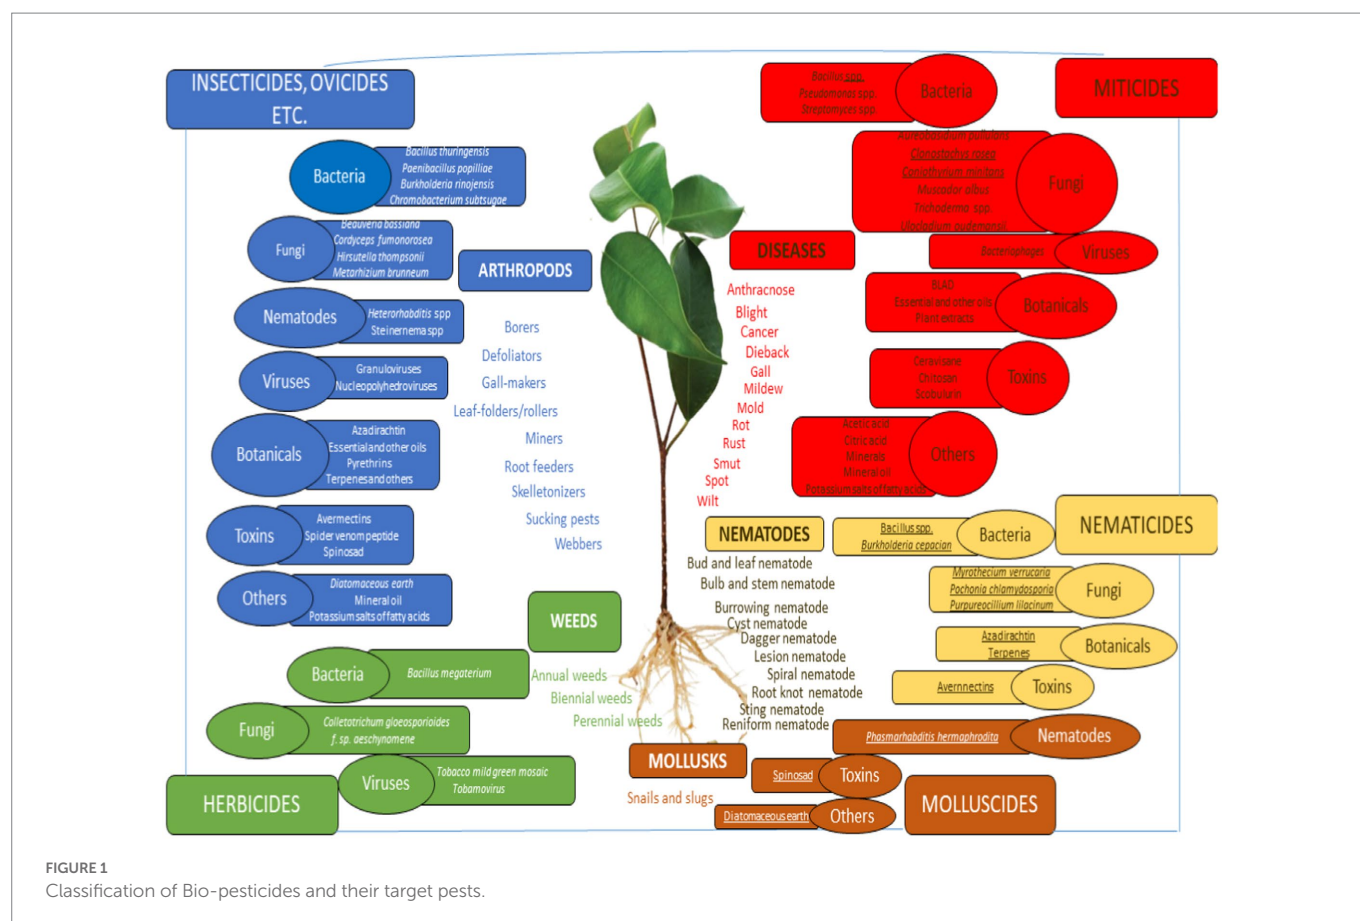 INSECTICIDES, OVICIDES
ETC.
Bacteria
Bacillus thuringensis
Paenibacillus popilliae
Burkholderia rinojensis
Chromobacterium subtsugae
Fungi
Beauveria bassiana
Cordyceps fumonorosea
Hirsutella thompsonii
Metarhizium brunneum
Nematodes
Heterorhabditis spp
Steinernema spp
Viruses
Granuloviruses
Nucleopolyhedroviruses
Botanicals
Azadirachtin
Essential and other oils
Pyrethrins
Terpenes and others
Toxins
Avermectins
Spider venom peptide
Spinosad
Others
Diatomaceous earth
Mineral oil
Potassium salts of fatty acids
ARTHROPODS
Borers
Defoliators
Gall-makers
Leaf-folders/rollers
Miners
Root feeders
Skelletonizers
Sucking pests
Webbers
WEEDS
Annual weeds
Biennial weeds
Perennial weeds
Bacteria
Bacillus megaterium
Fungi
Colletotrichum gloeosporioides
f. sp. aeschynomene
Viruses
Tobacco mild green mosaic
Tobamovirus
HERBICIDES
MITICIDES
Bacillus spp.
Pseudomonas spp.
Streptomyces spp.
Bacteria
Aureobasidium pullulans
Clonostachys rosea
Coniothyrium minitans
Muscador albus
Trichoderma spp.
Ulocladium oudemansii
Fungi
Bacteriophages
Viruses
BLAD
Essential and other oils
Plant extracts
Botanicals
Ceravisane
Chitosan
Scobulurin
Toxins
Acetic acid
Citric acid
Minerals
Mineral oil
Potassium salts of fatty acids
Others
DISEASES
Anthracnose
Blight
Cancer
Dieback
Gall
Mildew
Mold
Rot
Rust
Smut
Spot
Wilt
NEMATODES
Bud and leaf nematode
Bulb and stem nematode
Burrowing nematode
Cyst nematode
Dagger nematode
Lesion nematode
Spiral nematode
Root knot nematode
Sting nematode
Reniform nematode
NEMATICIDES
Bacillus spp.
Burkholderia cepacian
Bacteria
Myrothecium verrucaria
Pochonia chlamydosporia
Purpureocillium lilacinum
Fungi
Azadirachtin
Terpenes
Botanicals
Avernnectins
Toxins
Phasmarhabditis hermaphrodita
Nematodes
MOLLUSKS
Snails and slugs
Spinosad
Toxins
Diatomaceous earth
Others
MOLLUSCIDES
FIGURE 1
Classification of Bio-pesticides and their target pests.